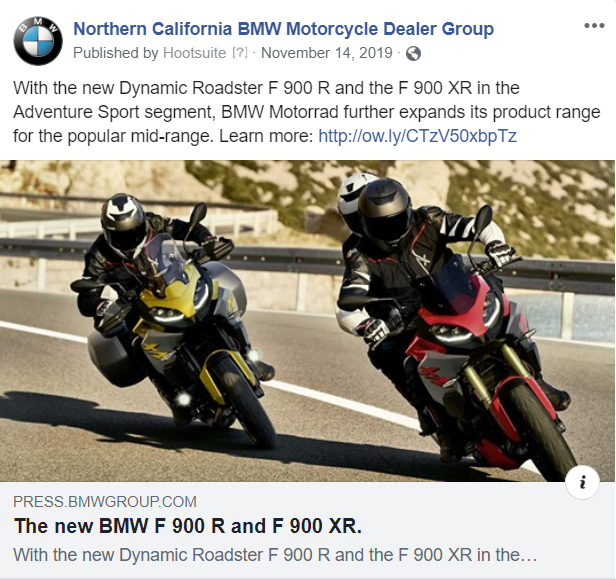 BMW
Northern California BMW Motorcycle Dealer Group
Published by Hootsuite [?] · November 14, 2019 ·
With the new Dynamic Roadster F 900 R and the F 900 XR in the
Adventure Sport segment, BMW Motorrad further expands its product range
for the popular mid-range. Learn more: http://ow.ly/CTzV50xbpTz
i
PRESS.BMWGROUP.COM
The new BMW F 900 R and F 900 XR.
With the new Dynamic Roadster F 900 R and the F 900 XR in the…